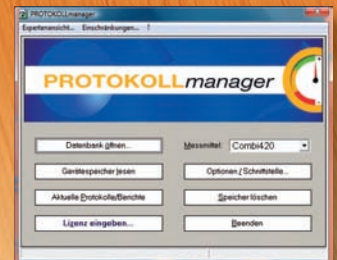 PROTOKOLLmanager
Expertenansicht... Einschränkungen... ?
PROTOKOLLmanager
Datenbank öffnen...
Messmittel: Combi420
Gerätespeicher lesen
Optionen / Schnittstelle...
Aktuelle Protokolle/Berichte
Speicher löschen
Lizenz eingeben...
Beenden